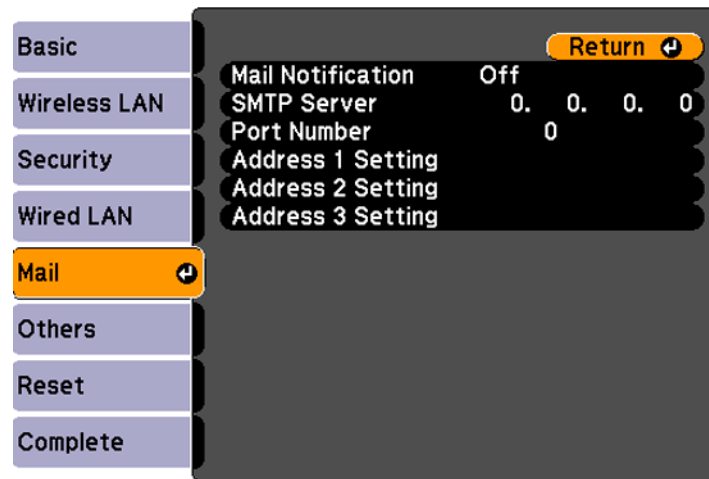 Basic
Wireless LAN
Security
Wired LAN
Mail
Others
Reset
Complete
Return
Mail Notification Off
SMTP Server 0. 0. 0. 0
Port Number 0
Address 1 Setting
Address 2 Setting
Address 3 Setting